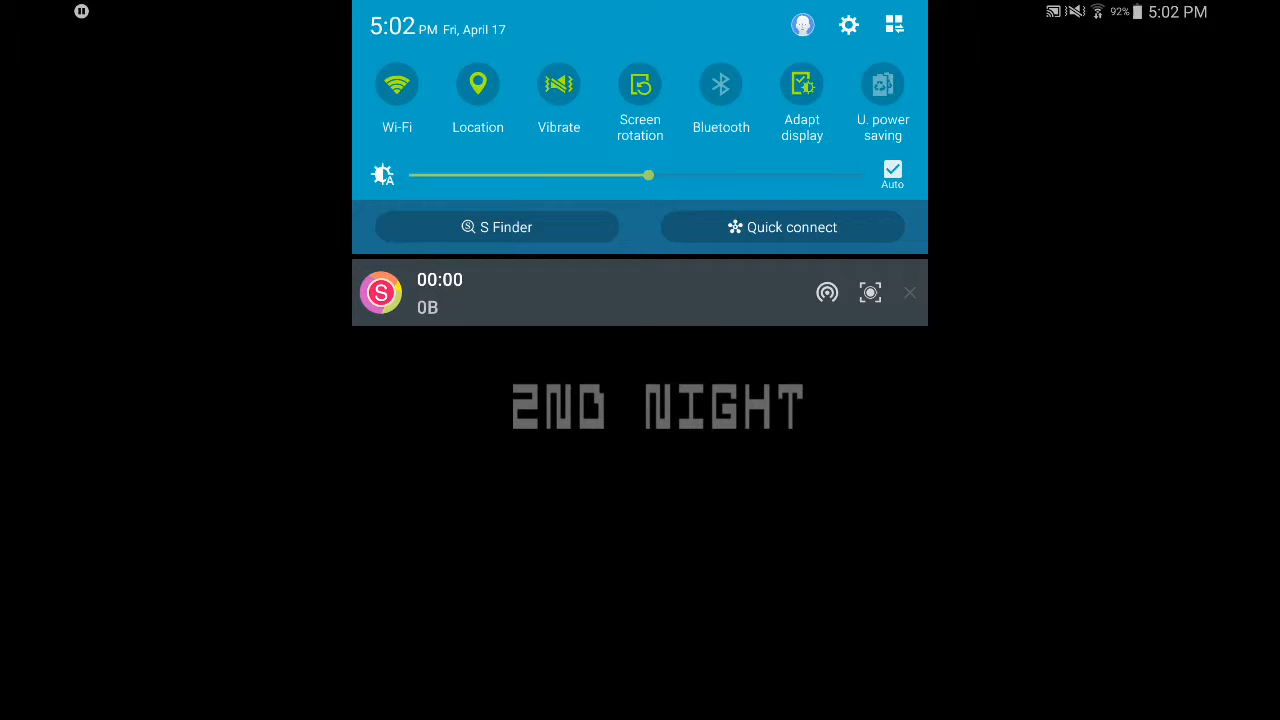 5:02 PM Fri, April 17
92% 5:02 PM
Wi-Fi
Location
Vibrate
Screen rotation
Bluetooth
Adapt display
U. power saving
A
Auto
S Finder
Quick connect
S
00:00
0B
2ND NIGHT